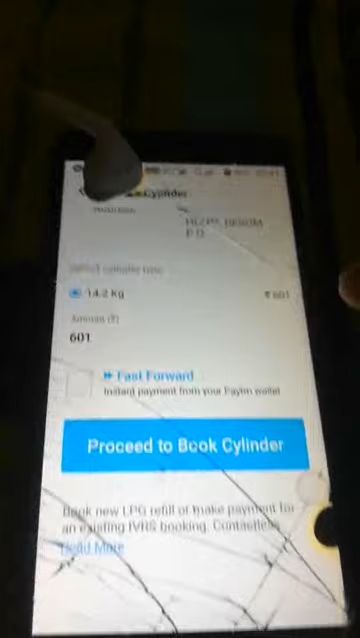 Cylinder
P.O.
14.2 Kg
₹ 601
Amount (₹)
601
Fast Forward
Instant payment from your Paytm wallet
Proceed to Book Cylinder
Book new LPG refill or make payment for
an existing IVRS booking. Contactless
Read More